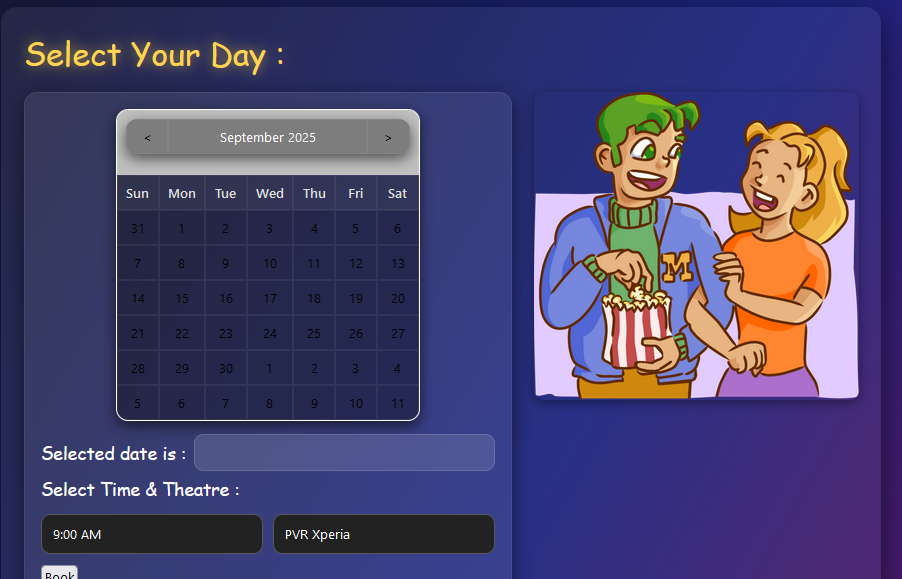 Select Your Day :
< September 2025 >
Sun Mon Tue Wed Thu Fri Sat
31 1 2 3 4 5 6
7 8 9 10 11 12 13
14 15 16 17 18 19 20
21 22 23 24 25 26 27
28 29 30 1 2 3 4
5 6 7 8 9 10 11
M
Selected date is :
Select Time & Theatre :
9:00 AM PVR Xperia
Book